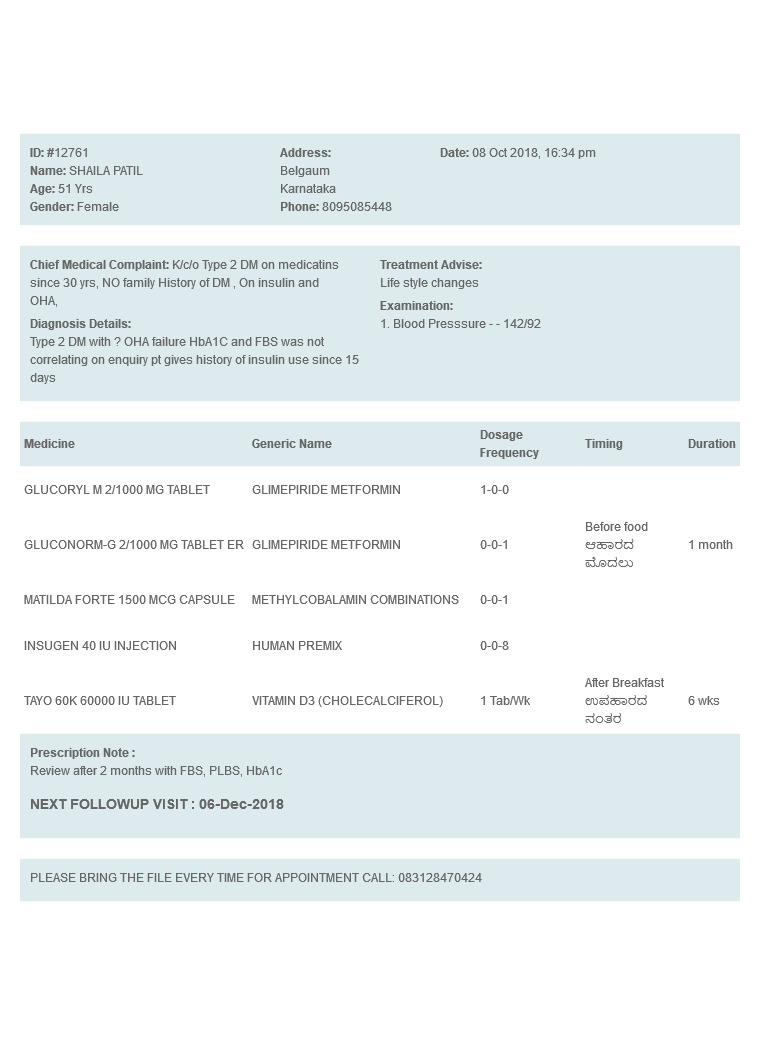 ID: #12761
Name: SHAILA PATIL
Age: 51 Yrs
Gender: Female
Address:
Belgaum
Karnataka
Phone: 8095085448
Date: 08 Oct 2018, 16:34 pm
Chief Medical Complaint: K/c/o Type 2 DM on medicatins
since 30 yrs, NO family History of DM , On insulin and
OHA,
Diagnosis Details:
Type 2 DM with ? OHA failure HbA1C and FBS was not
correlating on enquiry pt gives history of insulin use since 15
days
Treatment Advise:
Life style changes
Examination:
1. Blood Presssure - - 142/92
Medicine Generic Name Dosage Frequency Timing Duration
GLUCORYL M 2/1000 MG TABLET GLIMEPIRIDE METFORMIN 1-0-0
GLUCONORM-G 2/1000 MG TABLET ER GLIMEPIRIDE METFORMIN 0-0-1 Before food ಆಹಾರದ ಮೊದಲು 1 month
MATILDA FORTE 1500 MCG CAPSULE METHYLCOBALAMIN COMBINATIONS 0-0-1
INSUGEN 40 IU INJECTION HUMAN PREMIX 0-0-8
TAYO 60K 60000 IU TABLET VITAMIN D3 (CHOLECALCIFEROL) 1 Tab/Wk After Breakfast ಉಪಹಾರದ ನಂತರ 6 wks
Prescription Note :
Review after 2 months with FBS, PLBS, HbA1c
NEXT FOLLOWUP VISIT : 06-Dec-2018
PLEASE BRING THE FILE EVERY TIME FOR APPOINTMENT CALL: 083128470424